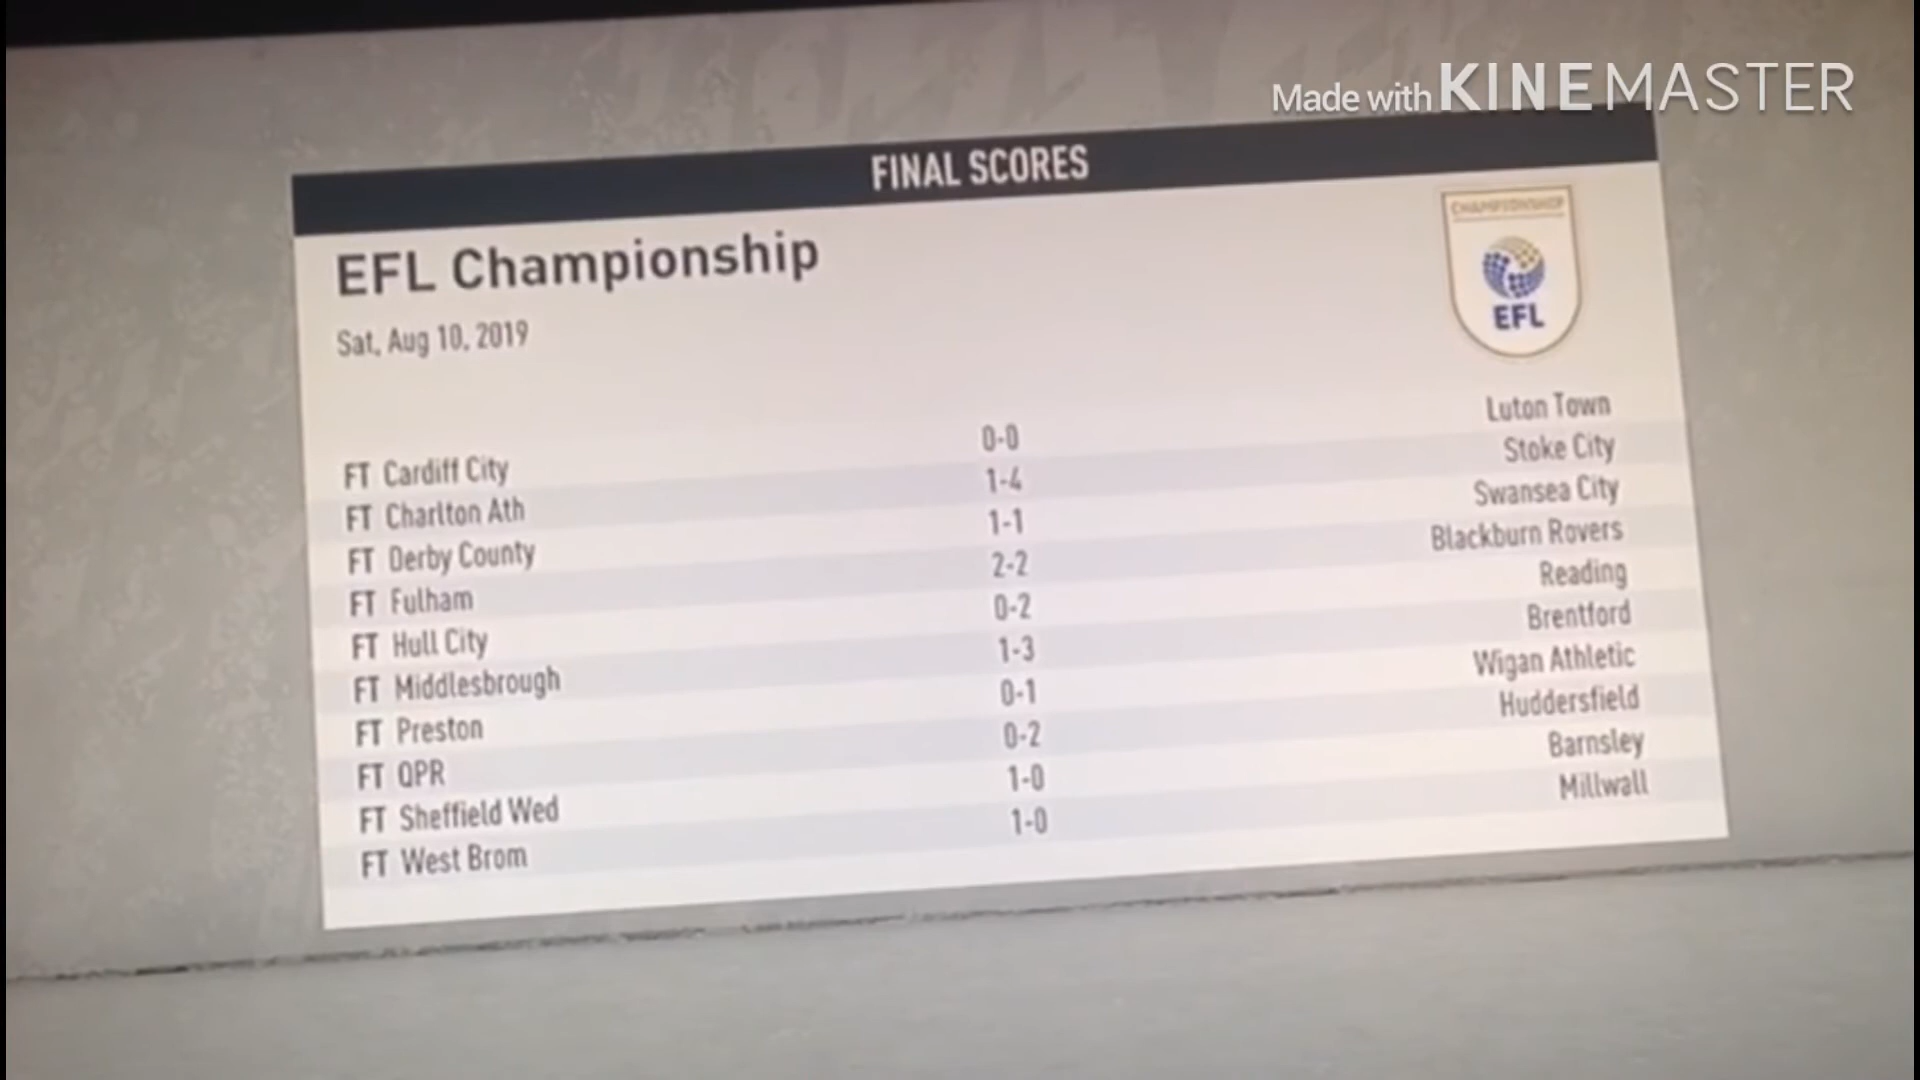 Made with KINEMASTER
FINAL SCORES
EFL Championship
CHAMPIONSHIP
EFL
Sat, Aug 10, 2019
FT Cardiff City 0-0 Luton Town
FT Charlton Ath 1-4 Stoke City
FT Derby County 1-1 Swansea City
FT Fulham 2-2 Blackburn Rovers
FT Hull City 0-2 Reading
FT Middlesbrough 1-3 Brentford
FT Preston 0-1 Wigan Athletic
FT QPR 0-2 Huddersfield
FT Sheffield Wed 1-0 Barnsley
FT West Brom 1-0 Millwall